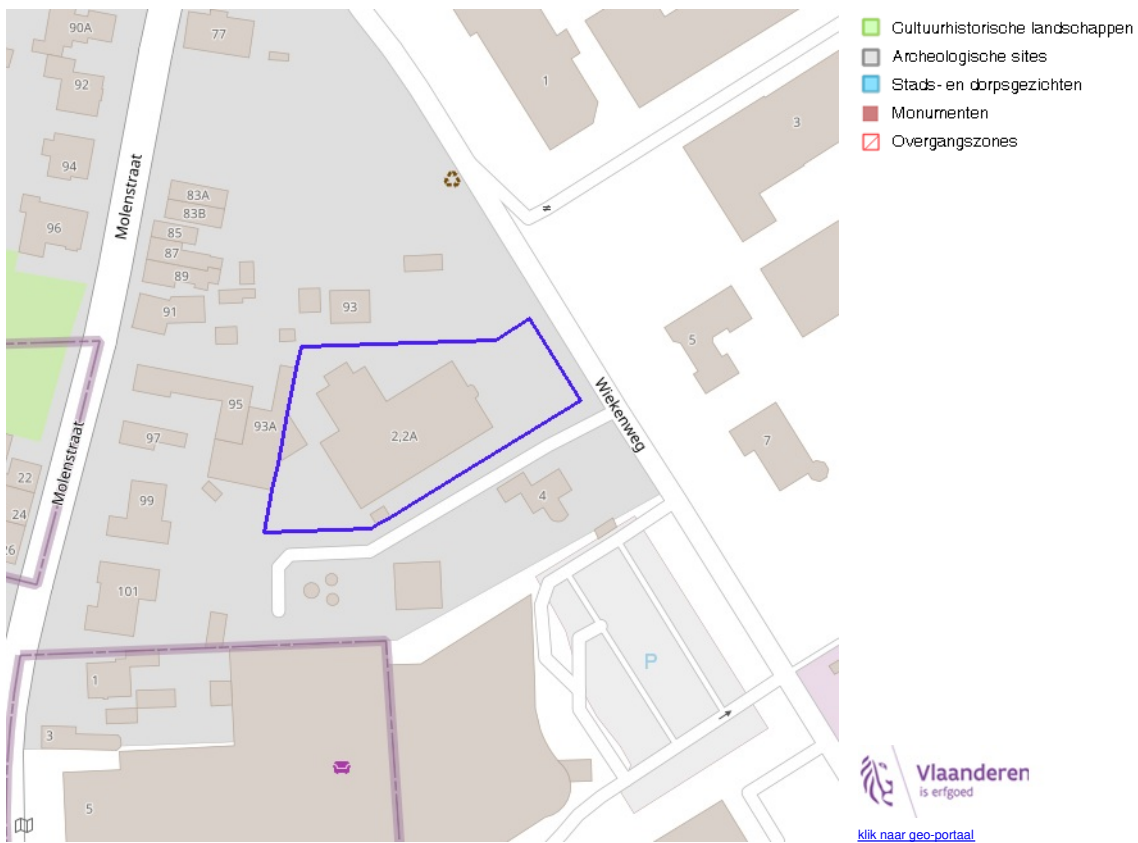 90A
77
92
94
96
Molenstraat
83A
83B
85
87
89
91
93
95
93A
97
99
101
2,2A
1
3
5
7
4
Wiekenweg
22
24
26
Molenstraat
P
1
3
5
Cultuurhistorische landschappen
Archeologische sites
Stads- en dorpsgezichten
Monumenten
Overgangszones
Vlaanderen
is erfgoed
klik naar geo-portaal